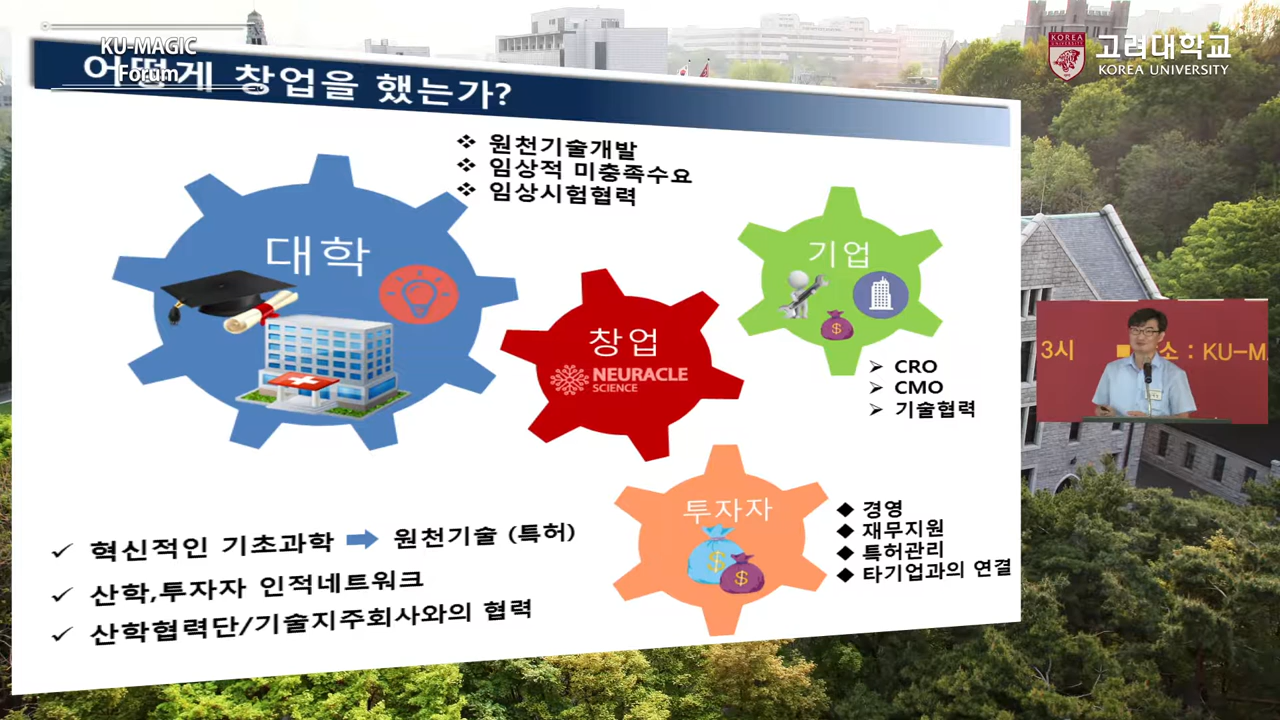 KU-MAGIC
Forum
KOREA
UNIVERSITY
고려대학교
KOREA UNIVERSITY
어떻게 창업을 했는가?
❖ 원천기술개발
❖ 임상적 미충족수요
❖ 임상시험협력
대학
기업
창업
NEURACLE
SCIENCE
$
➢ CRO
➢ CMO
➢ 기술협력
3시 ■ 소 : KU-M
투자자
$
$
◆ 경영
◆ 재무지원
◆ 특허관리
◆ 타기업과의 연결
✓ 혁신적인 기초과학 ➡ 원천기술 (특허)
✓ 산학,투자자 인적네트워크
✓ 산학협력단/기술지주회사와의 협력